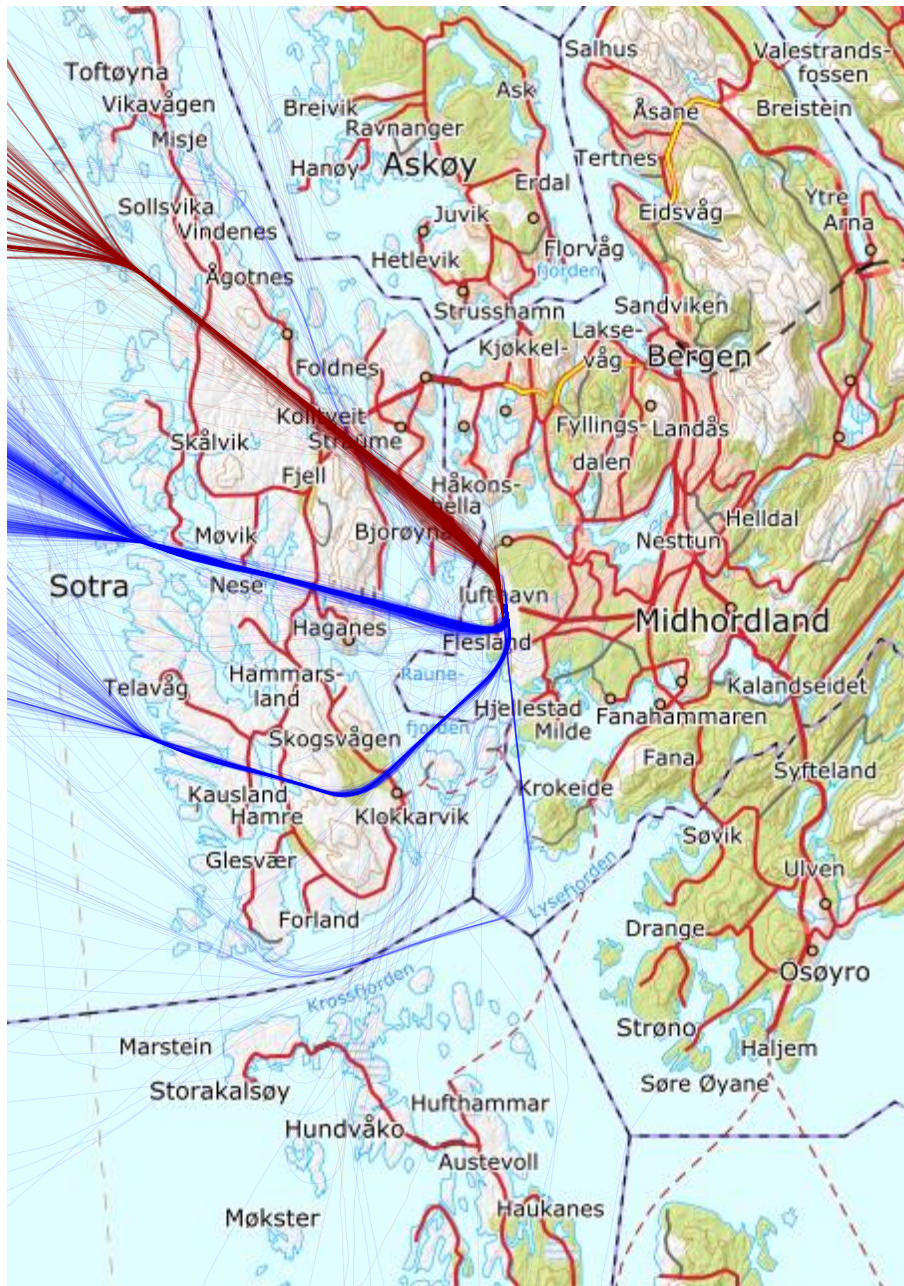 Salhus
Valestrands-
fossen
Toftøyna
Ask
Vikavågen
Breivik
Åsane
Breistein
Ravnanger
Misje
Tertnes
Hanøy
Askøy
Erdal
Ytre
Arna
Sollsvika
Juvik
Eidsvåg
Vindenes
Florvåg
Hetlevik
fjorden
Ågotnes
Sandviken
Strusshamn
Lakse-
våg
Kjøkkel-
Bergen
Foldnes
Kolltveit
Straume
Skålvik
Fyllings-
dalen
Landås
Fjell
Håkons-
hella
Helldal
Møvik
Bjorøyna
Nesttun
Sotra
Nese
lufthavn
Flesland
Midhordland
Haganes
Hammars-
land
Raune-
fjorden
Telavåg
Kalandseidet
Hjellestad
Milde
Fanahammaren
Skogsvågen
Fana
Syfteland
Krokeide
Kausland
Hamre
Klokkarvik
Søvik
Glesvær
Ulven
Lysefjorden
Forland
Drange
Osøyro
Krossfjorden
Strøno
Marstein
Haljem
Storakalsøy
Søre Øyane
Hufthammar
Hundvåko
Austevoll
Møkster
Haukanes